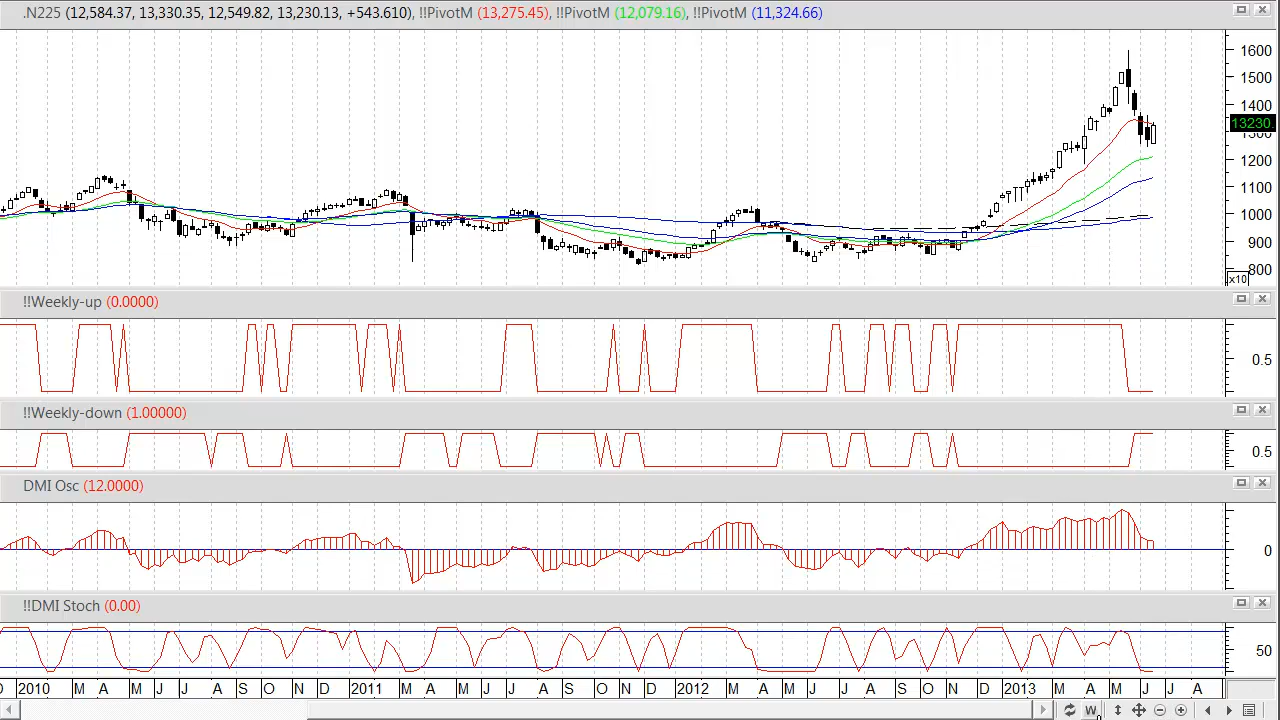 .N225 (12,584.37, 13,330.35, 12,549.82, 13,230.13, +543.610), !!PivotM (13,275.45), !!PivotM (12,079.16), !!PivotM (11,324.66)
1600
1500
1400
13230.
1300
1200
1100
1000
900
800
x10
!!Weekly-up (0.0000)
0.5
!!Weekly-down (1.00000)
0.5
DMI Osc (12.0000)
0
!!DMI Stoch (0.00)
50
2010 M A M J J A S O N D 2011 M A M J J A S O N D 2012 M A M J J A S O N D 2013 M A M J J A
W